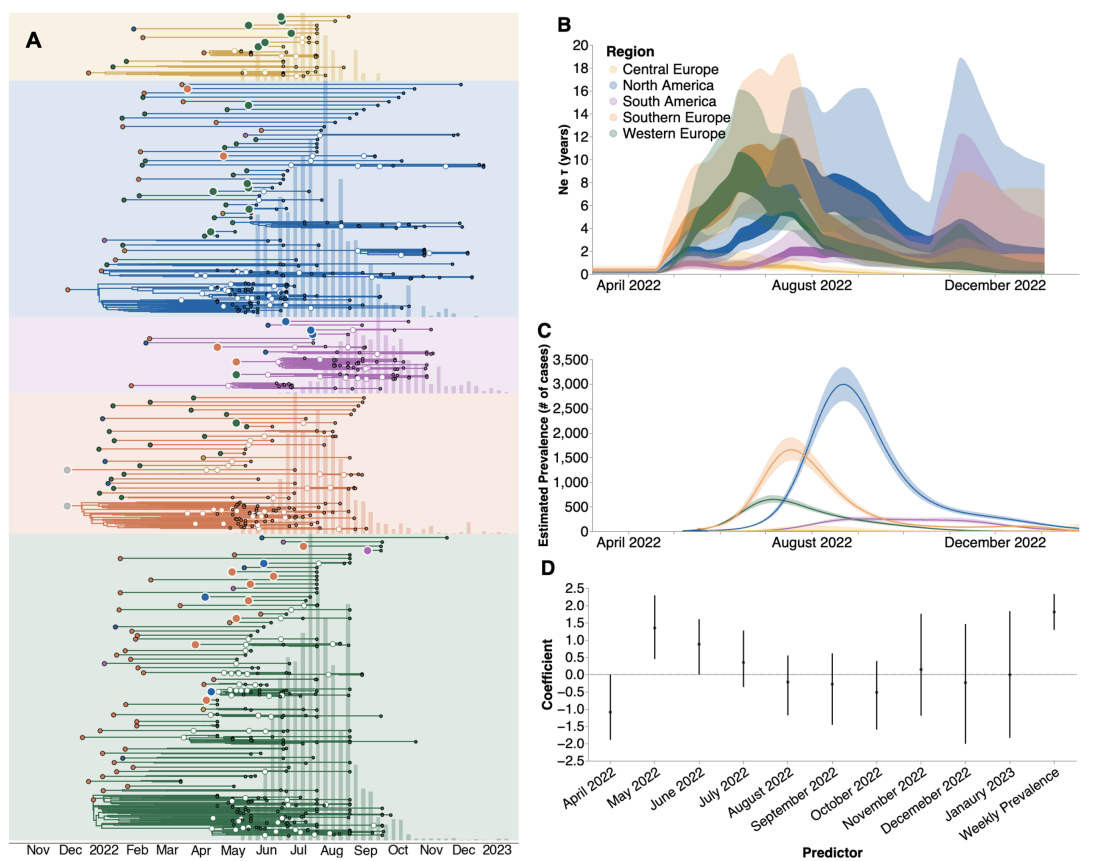 A
Nov Dec 2022 Feb Mar Apr May Jun Jul Aug Sep Oct Nov Dec 2023
B
Ne τ (years)
20
18
16
14
12
10
8
6
4
2
0
Region
Central Europe
North America
South America
Southern Europe
Western Europe
April 2022 August 2022 December 2022
C
Estimated Prevalence (# of cases)
3,500
3,000
2,500
2,000
1,500
1,000
500
0
April 2022 August 2022 December 2022
D
Coefficient
2.5
2.0
1.5
1.0
0.5
0.0
−0.5
−1.0
−1.5
−2.0
−2.5
April 2022
May 2022
June 2022
July 2022
August 2022
September 2022
October 2022
November 2022
Decmeber 2022
Janaury 2023
Weekly Prevalence
Predictor